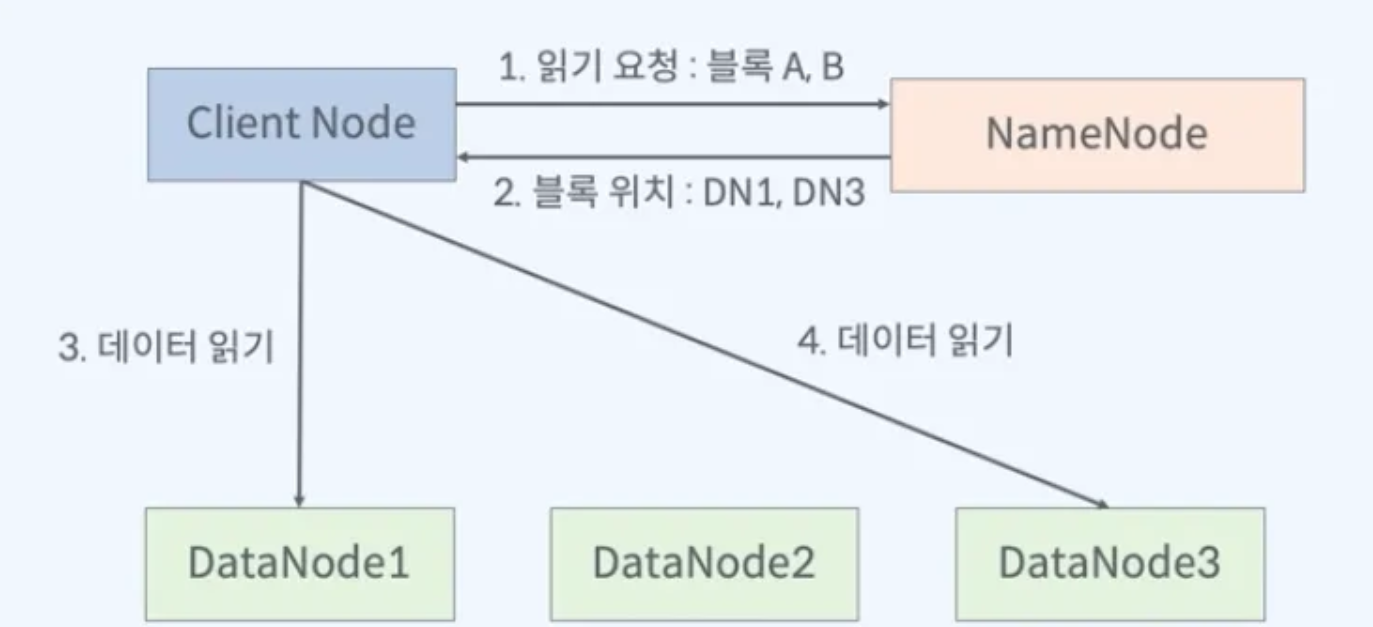 1. 읽기 요청 : 블록 A, B
Client Node
NameNode
2. 블록 위치 : DN1, DN3
3. 데이터 읽기
4. 데이터 읽기
DataNode1
DataNode2
DataNode3